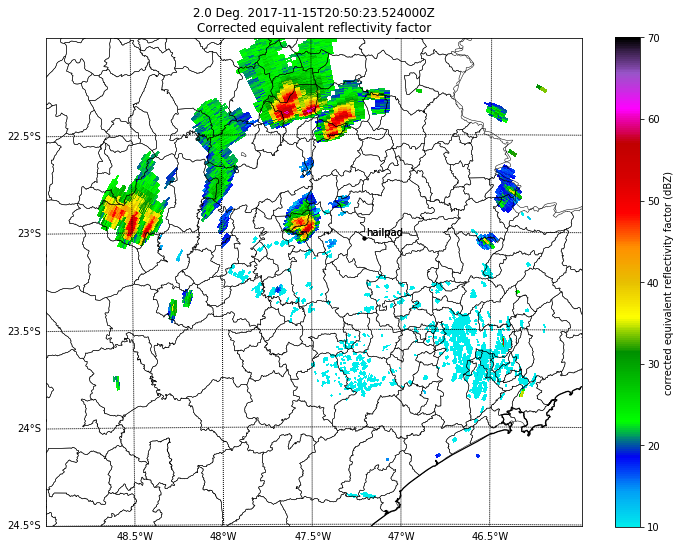 2.0 Deg. 2017-11-15T20:50:23.524000Z
Corrected equivalent reflectivity factor
70
60
50
40
30
20
10
corrected equivalent reflectivity factor (dBZ)
22.5°S
23°S
23.5°S
24°S
24.5°S
hailpad
48.5°W
48°W
47.5°W
47°W
46.5°W